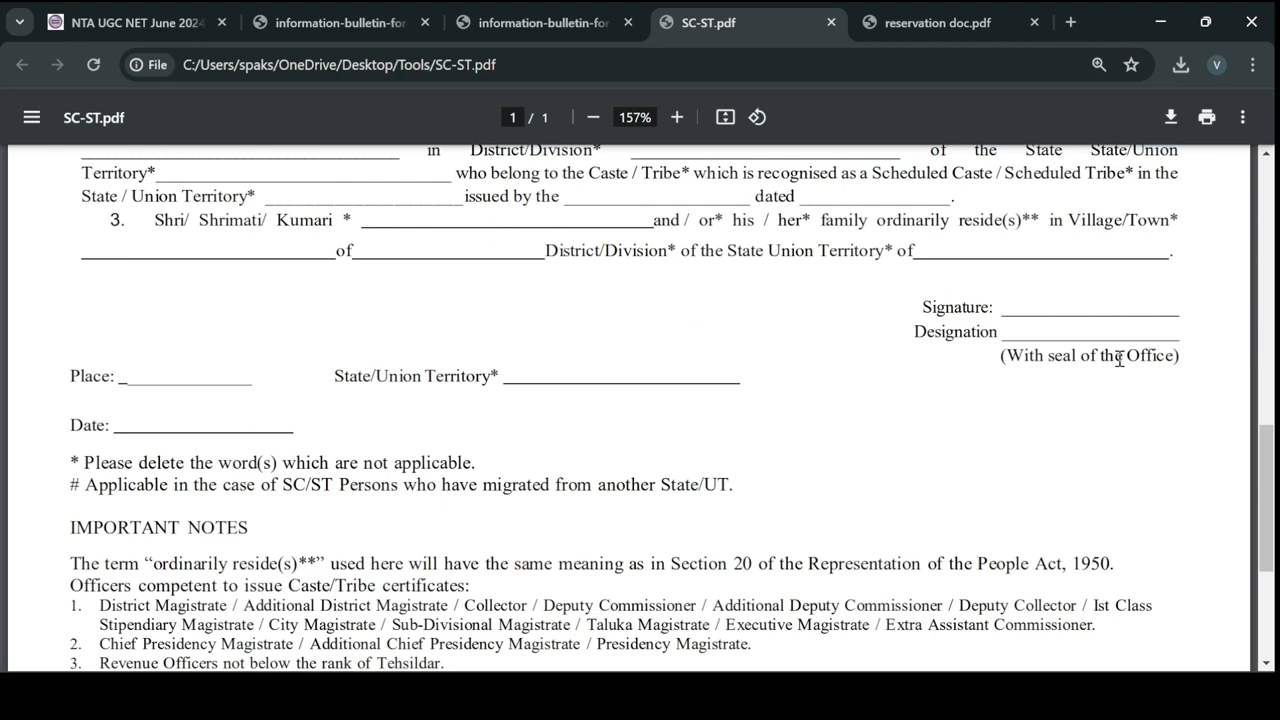 NTA UGC NET June 2024
information-bulletin-for
information-bulletin-for
SC-ST.pdf
reservation doc.pdf
File C:/Users/spaks/OneDrive/Desktop/Tools/SC-ST.pdf
V
SC-ST.pdf
1 / 1
157%
in District/Division* of the State State/Union
Territory* who belong to the Caste / Tribe* which is recognised as a Scheduled Caste / Scheduled Tribe* in the
State / Union Territory* issued by the dated .
3. Shri/ Shrimati/ Kumari * and / or* his / her* family ordinarily reside(s)** in Village/Town*
of District/Division* of the State Union Territory* of .
Signature:
Designation
(With seal of the Office)
Place: State/Union Territory*
Date:
* Please delete the word(s) which are not applicable.
# Applicable in the case of SC/ST Persons who have migrated from another State/UT.
IMPORTANT NOTES
The term “ordinarily reside(s)**” used here will have the same meaning as in Section 20 of the Representation of the People Act, 1950.
Officers competent to issue Caste/Tribe certificates:
1. District Magistrate / Additional District Magistrate / Collector / Deputy Commissioner / Additional Deputy Commissioner / Deputy Collector / Ist Class
Stipendiary Magistrate / City Magistrate / Sub-Divisional Magistrate / Taluka Magistrate / Executive Magistrate / Extra Assistant Commissioner.
2. Chief Presidency Magistrate / Additional Chief Presidency Magistrate / Presidency Magistrate.
3. Revenue Officers not below the rank of Tehsildar.